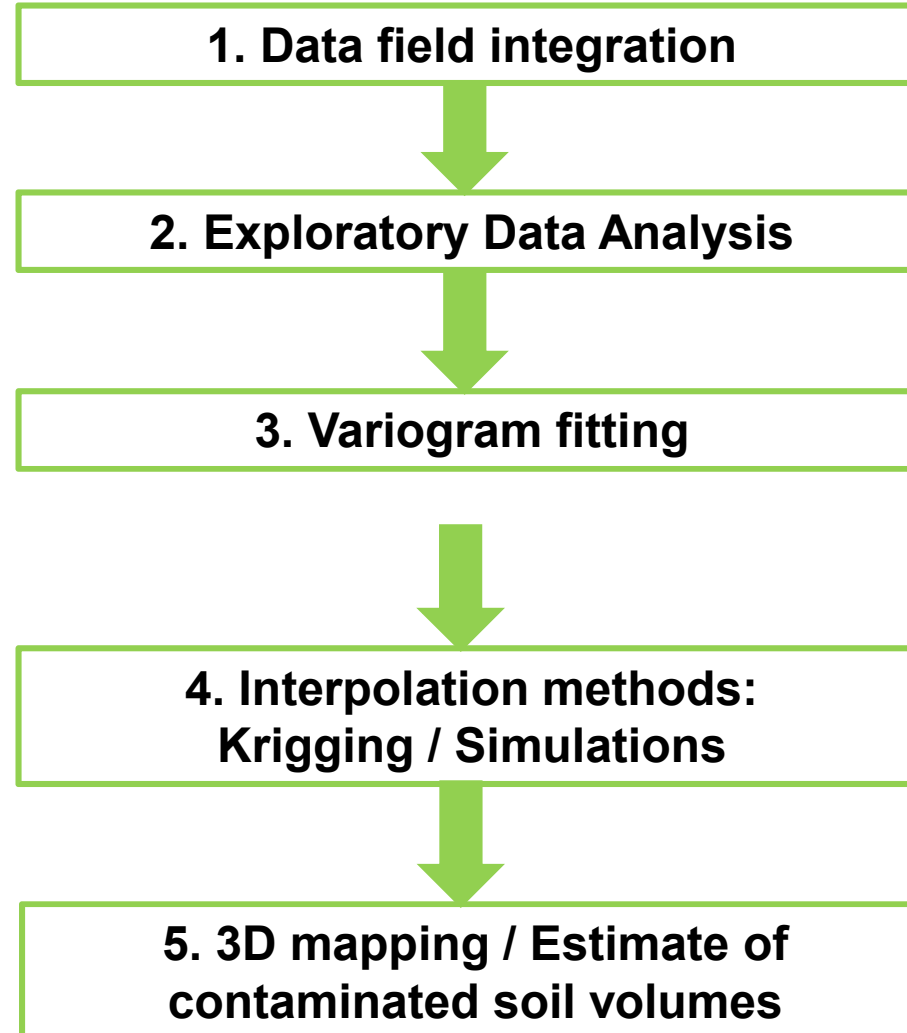 1. Data field integration
2. Exploratory Data Analysis
3. Variogram fitting
4. Interpolation methods:
Krigging / Simulations
5. 3D mapping / Estimate of
contaminated soil volumes